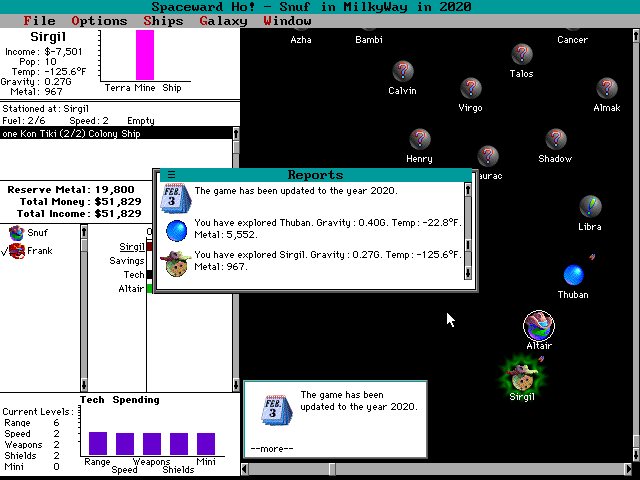 Spaceward Ho! - Snuf in MilkyWay in 2020
File Options Ships Galaxy Window
Sirgil
Income: $-7,501
Pop: 10
Temp: -125.6°F
Gravity: 0.27G
Metal: 967
Terra Mine Ship
Stationed at: Sirgil
Fuel: 2/6 Speed: 2 Empty
one Kon Tiki (2/2) Colony Ship
Reserve Metal: 19,800
Total Money: $51,829
Total Income: $51,829
Snuf
Frank
Sirgil
Savings
Tech
Altair
Tech Spending
Current Levels:
Range 6
Speed 2
Weapons 2
Shields 2
Mini 0
Range Weapons Mini
Speed Shields
Azha
Bambi
Cancer
Talos
Calvin
Virgo
Almak
Henry
Shadow
Libra
Thuban
Altair
Sirgil
Reports
FEB. 3
The game has been updated to the year 2020.
You have explored Thuban. Gravity: 0.40G. Temp: -22.8°F.
Metal: 5,552.
You have explored Sirgil. Gravity: 0.27G. Temp: -125.6°F.
Metal: 967.
FEB. 3
The game has been
updated to the year 2020.
--more--